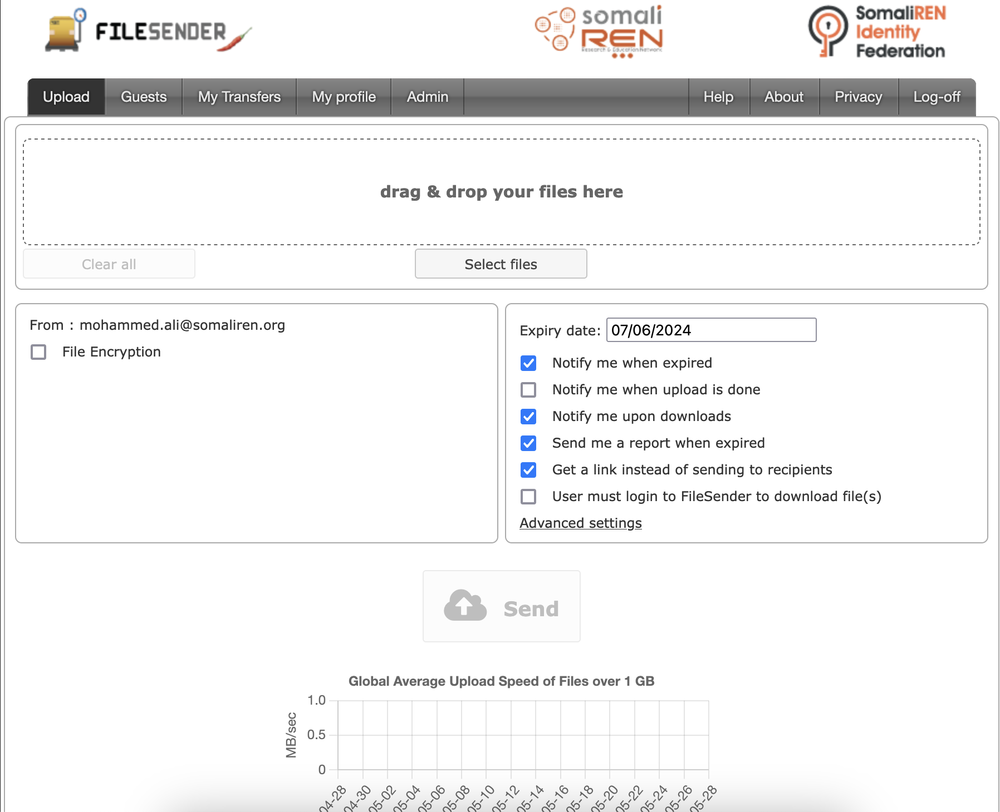 FILESENDER
somali
REN
Research & Education Network
SomaliREN
Identity
Federation
Upload
Guests
My Transfers
My profile
Admin
Help
About
Privacy
Log-off
drag & drop your files here
Clear all
Select files
From : mohammed.ali@somaliren.org
File Encryption
Expiry date: 07/06/2024
Notify me when expired
Notify me when upload is done
Notify me upon downloads
Send me a report when expired
Get a link instead of sending to recipients
User must login to FileSender to download file(s)
Advanced settings
Send
Global Average Upload Speed of Files over 1 GB
MB/sec
1.0
0.5
0
04-28
04-30
05-02
05-04
05-06
05-08
05-10
05-12
05-14
05-16
05-18
05-20
05-22
05-24
05-26
05-28